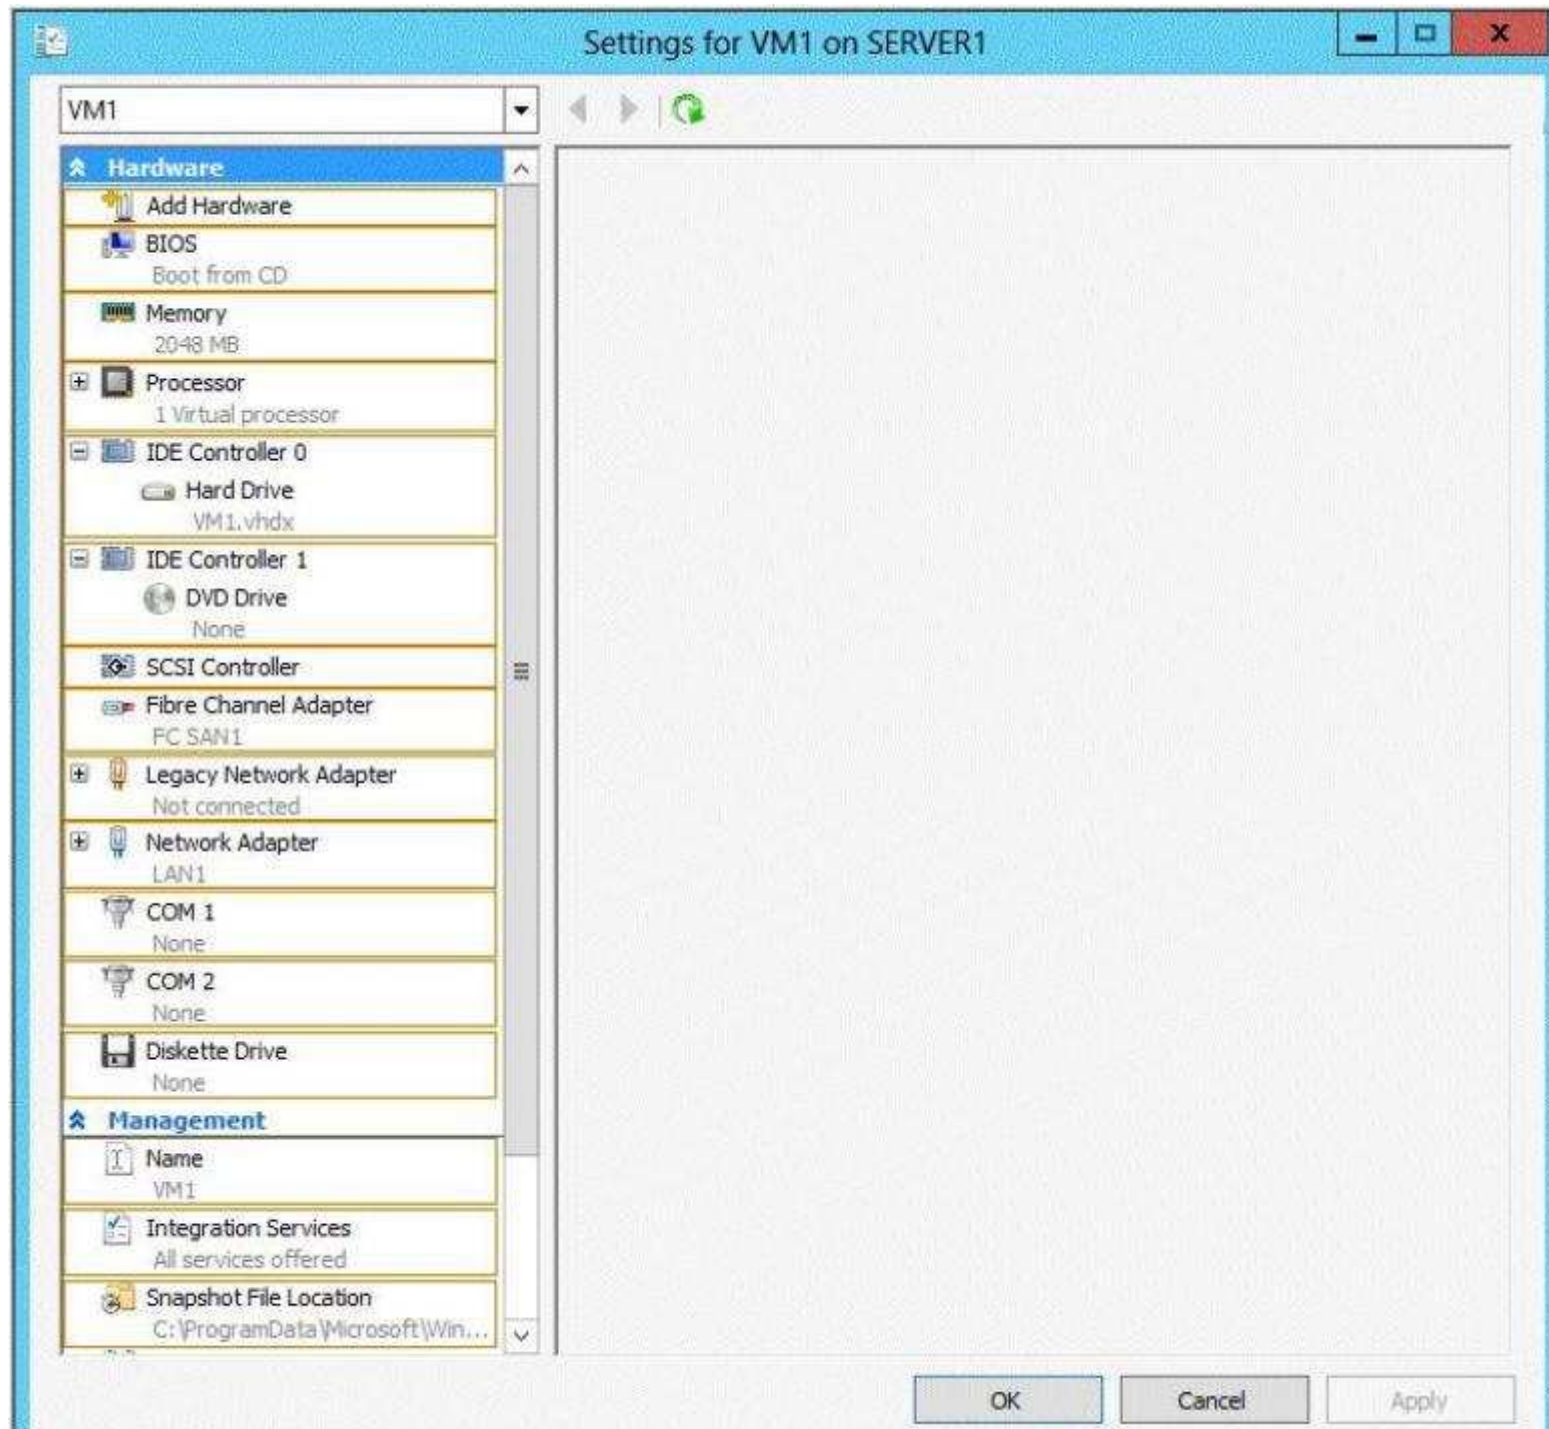 Settings for VM1 on SERVER1
VM1
Hardware
Add Hardware
BIOS
Boot from CD
Memory
2048 MB
Processor
1 Virtual processor
IDE Controller 0
Hard Drive
VM1.vhdx
IDE Controller 1
DVD Drive
None
SCSI Controller
Fibre Channel Adapter
FC SAN1
Legacy Network Adapter
Not connected
Network Adapter
LAN1
COM 1
None
COM 2
None
Diskette Drive
None
Management
Name
VM1
Integration Services
All services offered
Snapshot File Location
C:\ProgramData\Microsoft\Win...
OK Cancel Apply